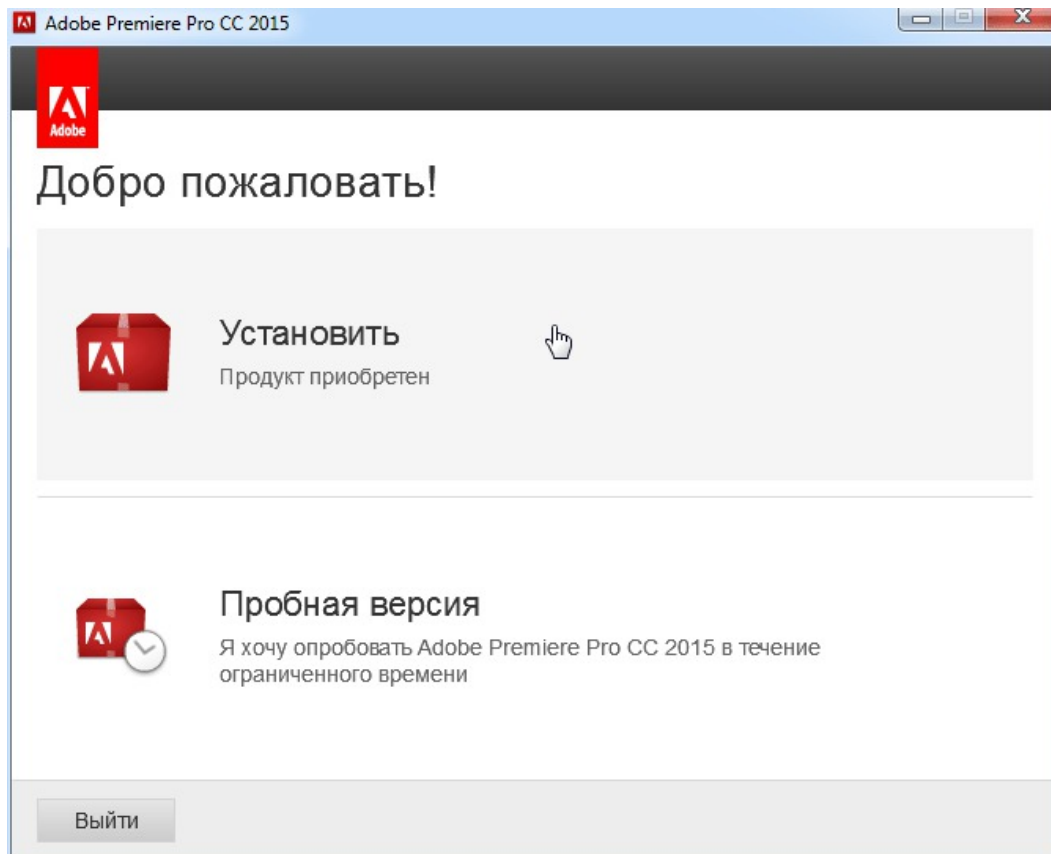 Adobe Premiere Pro CC 2015
Adobe
Добро пожаловать!
Установить
Продукт приобретен
Пробная версия
Я хочу опробовать Adobe Premiere Pro CC 2015 в течение
ограниченного времени
Выйти